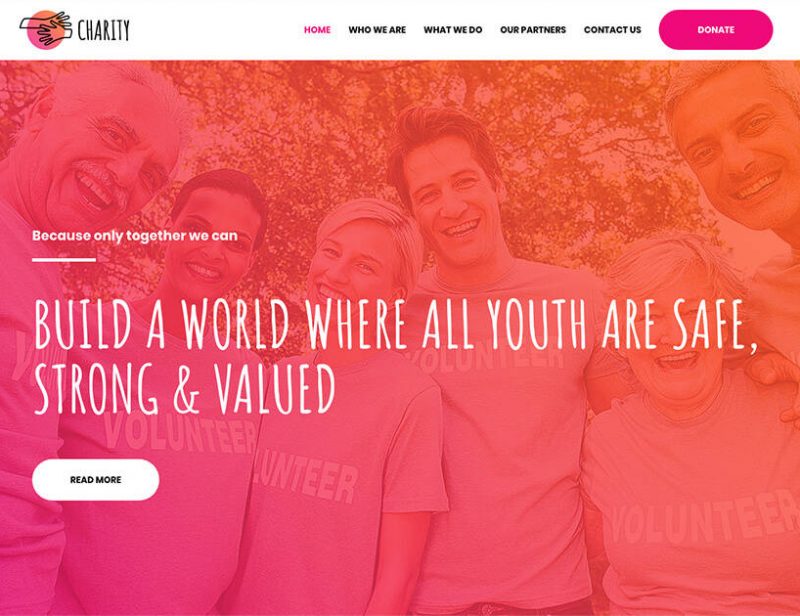 CHARITY
HOME WHO WE ARE WHAT WE DO OUR PARTNERS CONTACT US DONATE
Because only together we can
BUILD A WORLD WHERE ALL YOUTH ARE SAFE,
STRONG & VALUED
READ MORE
VOLUNTEER
VOLUNTEER
VOLUNTEER
VOLUNTEER